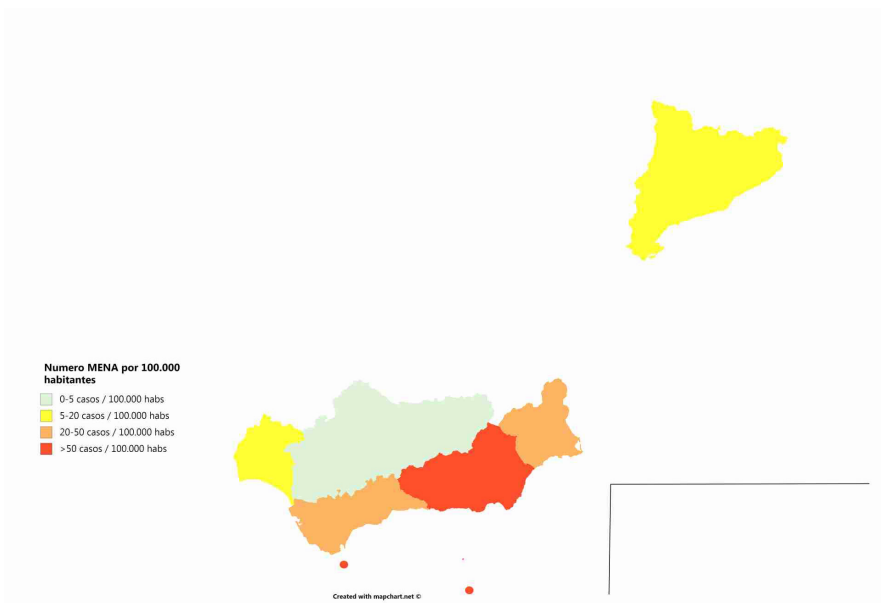 Numero MENA por 100.000
habitantes
0-5 casos / 100.000 habs
5-20 casos / 100.000 habs
20-50 casos / 100.000 habs
>50 casos / 100.000 habs
Created with mapchart.net ©